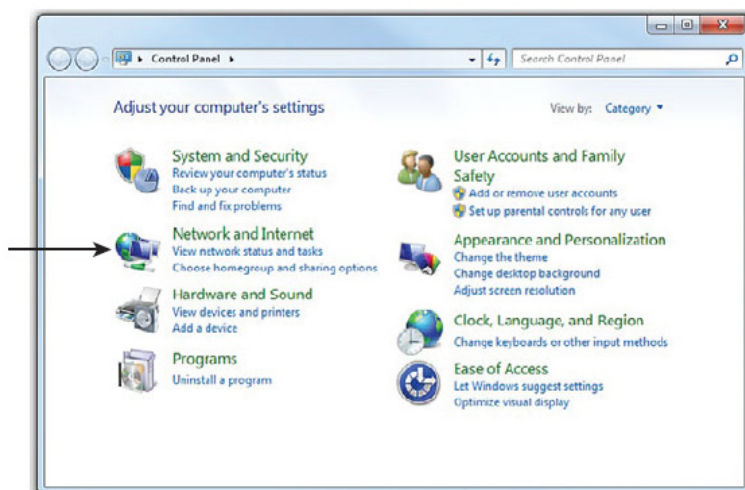 Control Panel
Search Control Panel
Adjust your computer's settings
View by: Category
System and Security
Review your computer's status
Back up your computer
Find and fix problems
Network and Internet
View network status and tasks
Choose homegroup and sharing options
Hardware and Sound
View devices and printers
Add a device
Programs
Uninstall a program
User Accounts and Family
Safety
Add or remove user accounts
Set up parental controls for any user
Appearance and Personalization
Change the theme
Change desktop background
Adjust screen resolution
Clock, Language, and Region
Change keyboards or other input methods
Ease of Access
Let Windows suggest settings
Optimize visual display